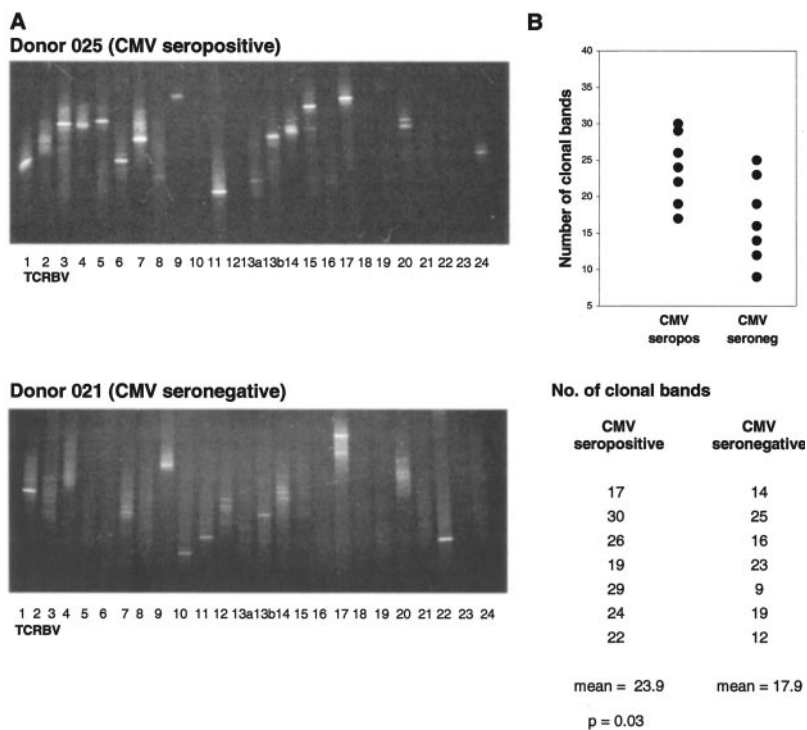 A
Donor 025 (CMV seropositive)
1 2 3 4 5 6 7 8 9 10 11 12 13a 13b 14 15 16 17 18 19 20 21 22 23 24
TCRBV
Donor 021 (CMV seronegative)
1 2 3 4 5 6 7 8 9 10 11 12 13a 13b 14 15 16 17 18 19 20 21 22 23 24
TCRBV
B
Number of clonal bands
40
35
30
25
20
15
10
5
CMV seropos
CMV seroneg
No. of clonal bands
CMV seropositive
CMV seronegative
17 14
30 25
26 16
19 23
29 9
24 19
22 12
mean = 23.9 mean = 17.9
p = 0.03